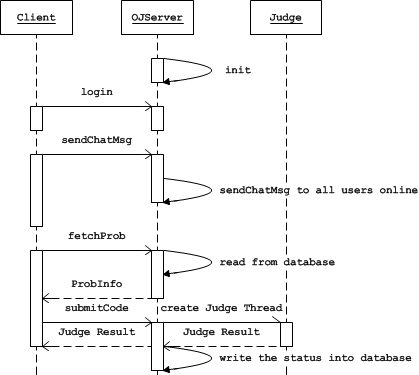 Client OJServer Judge
init
login
sendChatMsg
sendChatMsg to all users online
fetchProb
read from database
ProbInfo
submitCode create Judge Thread
Judge Result Judge Result
write the status into database